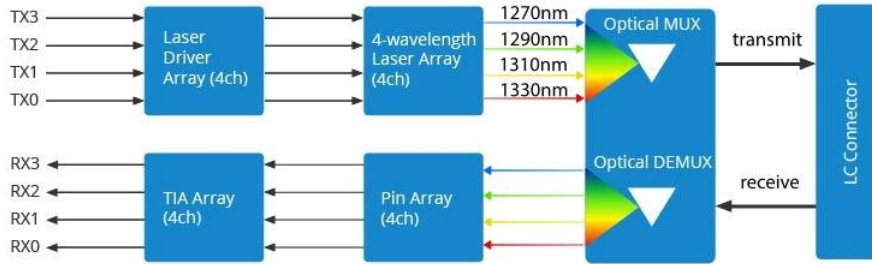 TX3
TX2
TX1
TX0
Laser
Driver
Array (4ch)
4-wavelength
Laser Array
(4ch)
1270nm
1290nm
1310nm
1330nm
Optical MUX
transmit
LC Connector
RX3
RX2
RX1
RX0
TIA Array
(4ch)
Pin Array
(4ch)
Optical DEMUX
receive